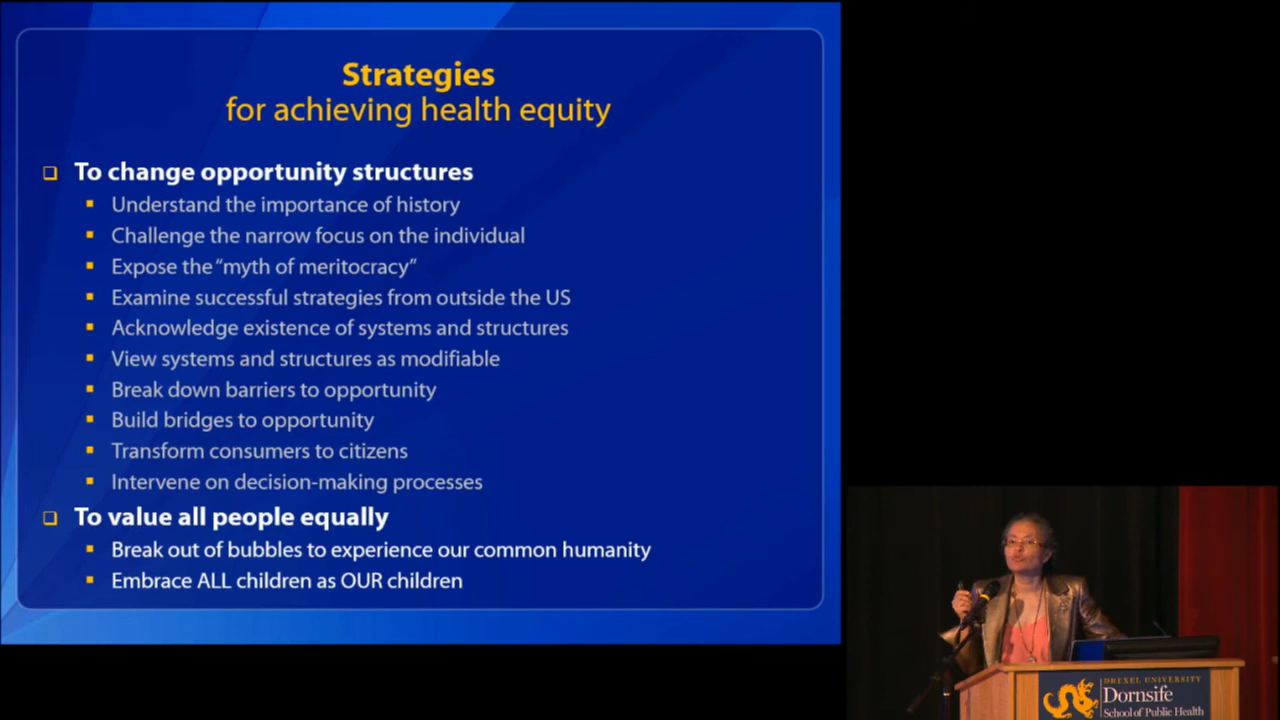 Strategies
for achieving health equity
To change opportunity structures
Understand the importance of history
Challenge the narrow focus on the individual
Expose the “myth of meritocracy”
Examine successful strategies from outside the US
Acknowledge existence of systems and structures
View systems and structures as modifiable
Break down barriers to opportunity
Build bridges to opportunity
Transform consumers to citizens
Intervene on decision-making processes
To value all people equally
Break out of bubbles to experience our common humanity
Embrace ALL children as OUR children
DREXEL UNIVERSITY
Dornsife
School of Public Health